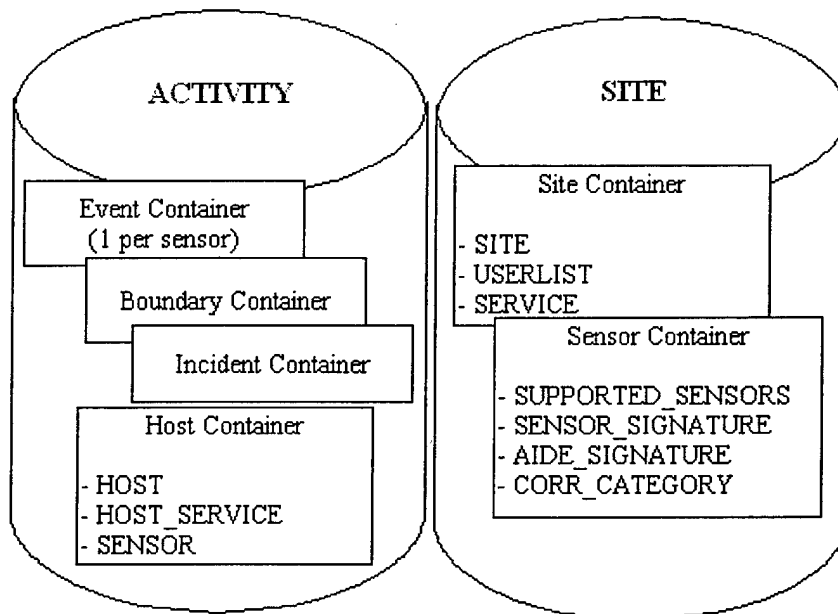 ACTIVITY
Event Container
(1 per sensor)
Boundary Container
Incident Container
Host Container
- HOST
- HOST_SERVICE
- SENSOR
SITE
Site Container
- SITE
- USERLIST
- SERVICE
Sensor Container
- SUPPORTED_SENSORS
- SENSOR_SIGNATURE
- AIDE_SIGNATURE
- CORR_CATEGORY